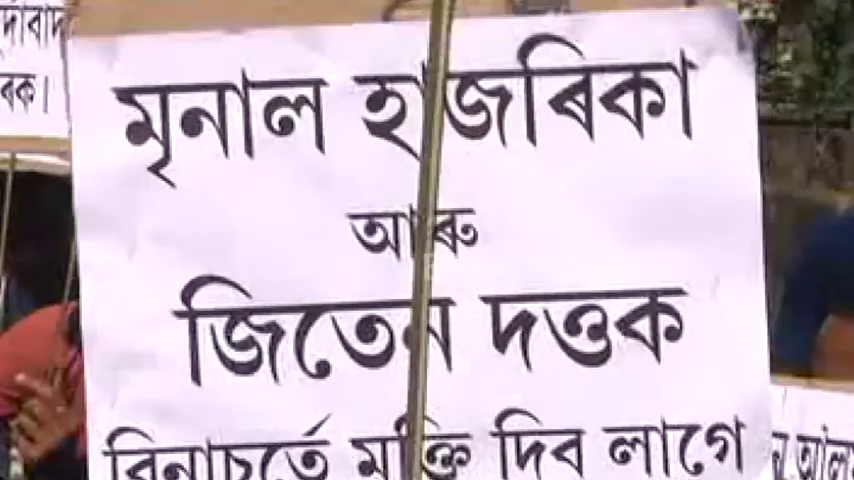 মৃনাল হাজৰিকা
আৰু
জিতেন দত্তক
বিনাচৰ্তে মুক্তি দিব লাগে